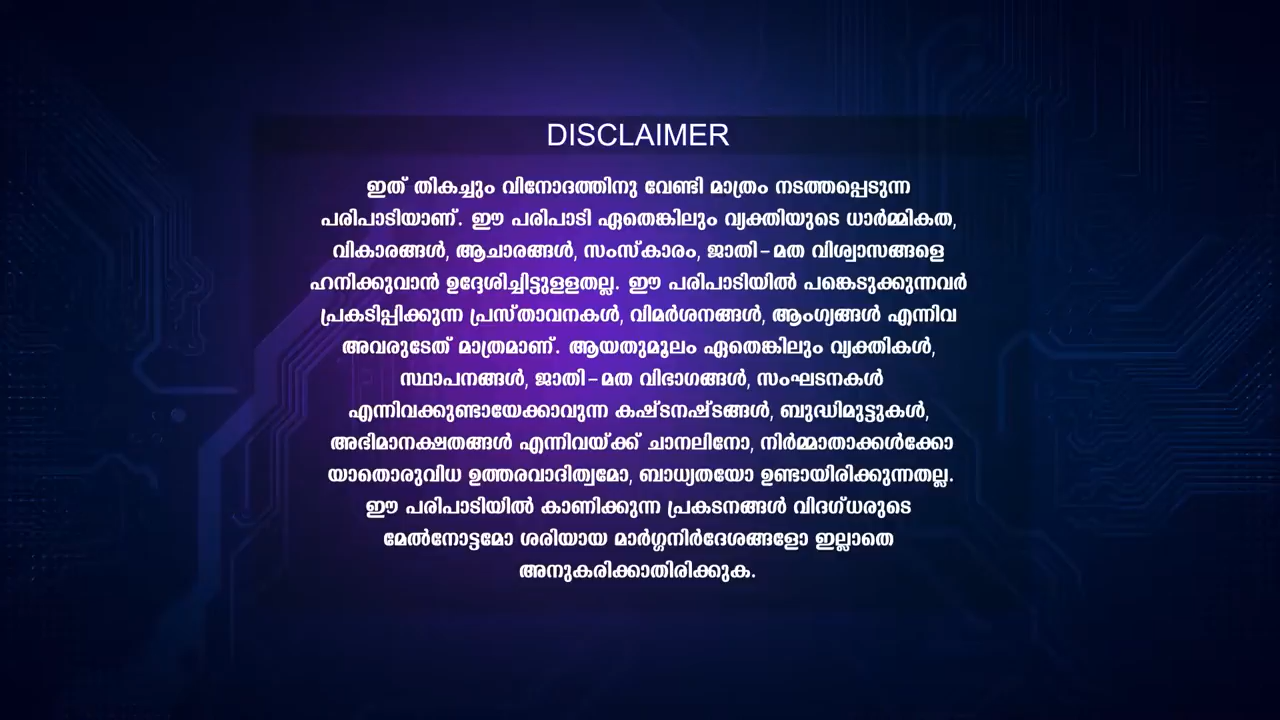 DISCLAIMER
ഇത് തികച്ചും വിനോദത്തിനു വേണ്ടി മാത്രം നടത്തപ്പെടുന്ന
പരിപാടിയാണ്. ഈ പരിപാടി ഏതെങ്കിലും വ്യക്തിയുടെ ധാർമ്മികത,
വികാരങ്ങൾ, ആചാരങ്ങൾ, സംസ്കാരം, ജാതി-മത വിശ്വാസങ്ങളെ
ഹനിക്കുവാൻ ഉദ്ദേശിച്ചിട്ടുളളതല്ല. ഈ പരിപാടിയിൽ പങ്കെടുക്കുന്നവർ
പ്രകടിപ്പിക്കുന്ന പ്രസ്താവനകൾ, വിമർശനങ്ങൾ, ആംഗ്യങ്ങൾ എന്നിവ
അവരുടേത് മാത്രമാണ്. ആയതുമൂലം ഏതെങ്കിലും വ്യക്തികൾ,
സ്ഥാപനങ്ങൾ, ജാതി-മത വിഭാഗങ്ങൾ, സംഘടനകൾ
എന്നിവക്കുണ്ടായേക്കാവുന്ന കഷ്ടനഷ്ടങ്ങൾ, ബുദ്ധിമുട്ടുകൾ,
അഭിമാനക്ഷതങ്ങൾ എന്നിവയ്ക്ക് ചാനലിനോ, നിർമ്മാതാക്കൾക്കോ
യാതൊരുവിധ ഉത്തരവാദിത്വമോ, ബാധ്യതയോ ഉണ്ടായിരിക്കുന്നതല്ല.
ഈ പരിപാടിയിൽ കാണിക്കുന്ന പ്രകടനങ്ങൾ വിദഗ്ധരുടെ
മേൽനോട്ടമോ ശരിയായ മാർഗ്ഗനിർദേശങ്ങളോ ഇല്ലാതെ
അനുകരിക്കാതിരിക്കുക.